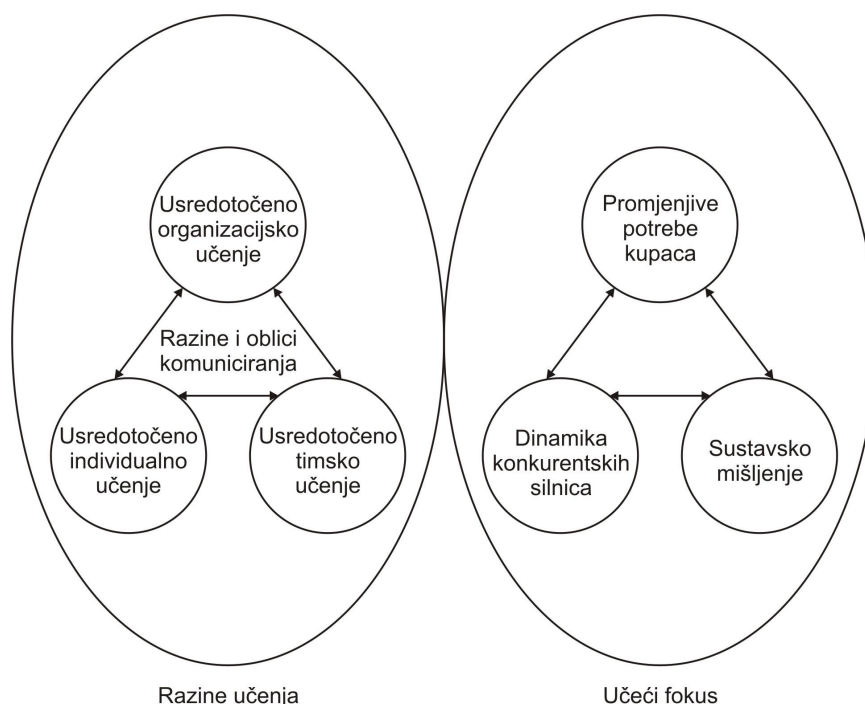 Usredotočeno
organizacijsko
učenje
Razine i oblici
komuniciranja
Usredotočeno
individualno
učenje
Usredotočeno
timsko
učenje
Razine učenja
Promjenjive
potrebe
kupaca
Dinamika
konkurentskih
silnica
Sustavsko
mišljenje
Učeći fokus